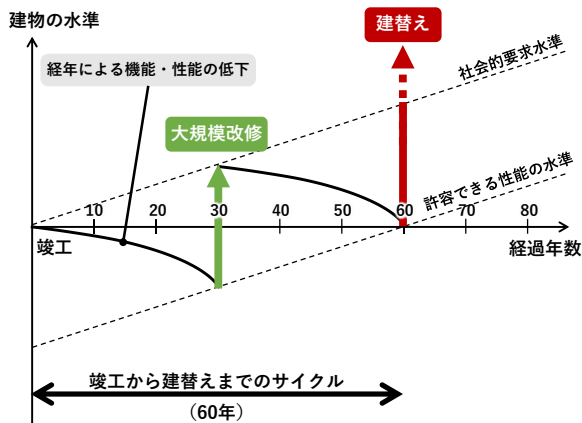 建物の水準
建替え
社会的要求水準
経年による機能・性能の低下
大規模改修
許容できる性能の水準
10 20 30 40 50 60 70 80
竣工
経過年数
竣工から建替えまでのサイクル
（60年）